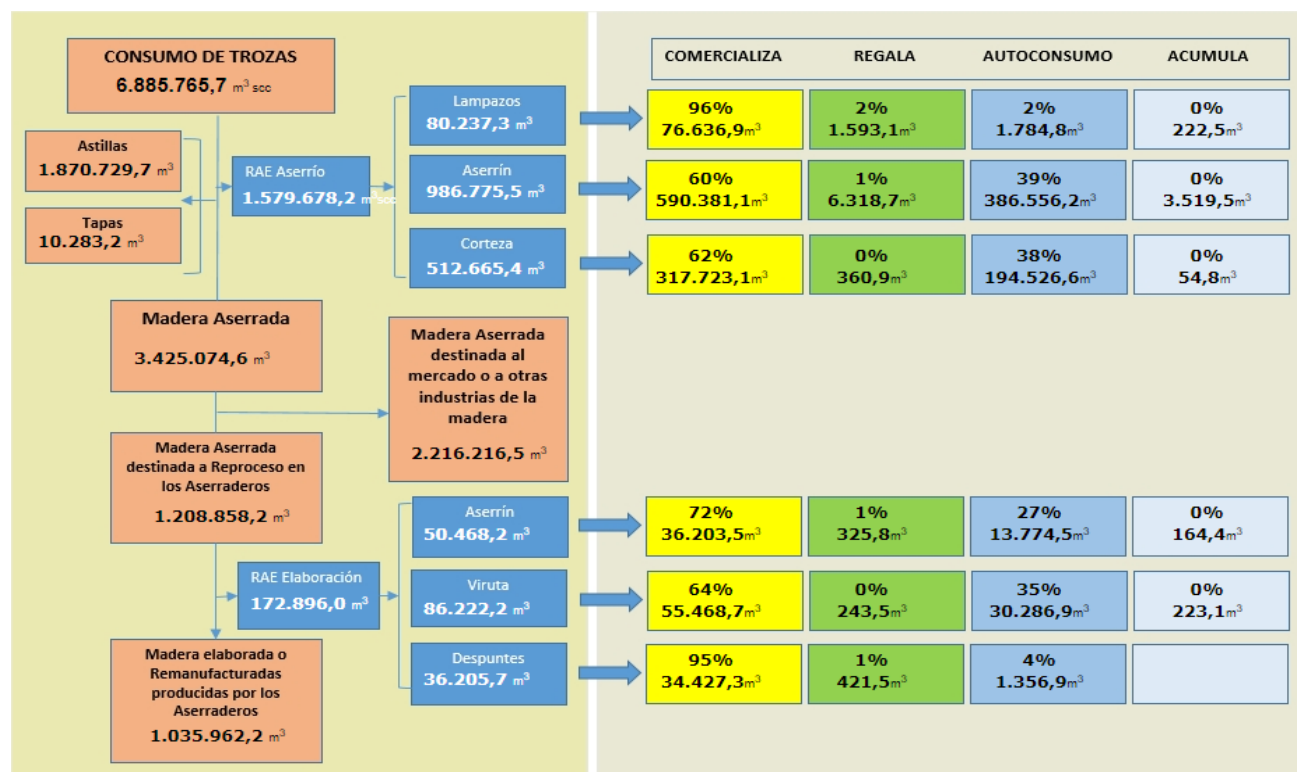 CONSUMO DE TROZAS
6.885.765,7 m³ scc
Astillas
1.870.729,7 m³
Tapas
10.283,2 m³
RAE Aserrío
1.579.678,2 m³scc
Lampazos
80.237,3 m³
Aserrín
986.775,5 m³
Corteza
512.665,4 m³
COMERCIALIZA REGALA AUTOCONSUMO ACUMULA
96% 2% 2% 0%
76.636,9m³ 1.593,1m³ 1.784,8m³ 222,5m³
60% 1% 39% 0%
590.381,1m³ 6.318,7m³ 386.556,2m³ 3.519,5m³
62% 0% 38% 0%
317.723,1m³ 360,9m³ 194.526,6m³ 54,8m³
Madera Aserrada
3.425.074,6 m³
Madera Aserrada
destinada al
mercado o a otras
industrias de la
madera
2.216.216,5 m³
Madera Aserrada
destinada a Reproceso en
los Aserraderos
1.208.858,2 m³
RAE Elaboración
172.896,0 m³
Aserrín
50.468,2 m³
Viruta
86.222,2 m³
Despuntes
36.205,7 m³
72% 1% 27% 0%
36.203,5m³ 325,8m³ 13.774,5m³ 164,4m³
64% 0% 35% 0%
55.468,7m³ 243,5m³ 30.286,9m³ 223,1m³
95% 1% 4%
34.427,3m³ 421,5m³ 1.356,9m³
Madera elaborada o
Remanufacturadas
producidas por los
Aserraderos
1.035.962,2 m³